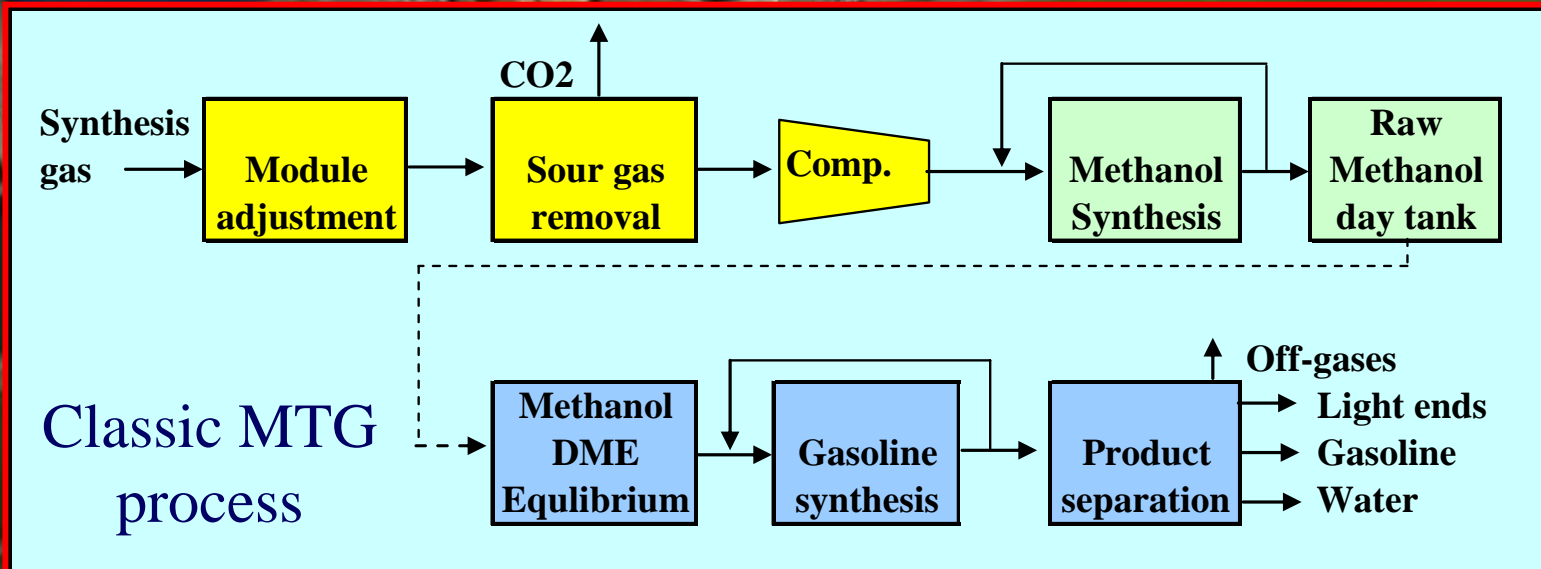 CO2
Synthesis
gas
Module
adjustment
Sour gas
removal
Comp.
Methanol
Synthesis
Raw
Methanol
day tank
Classic MTG
process
Methanol
DME
Equlibrium
Gasoline
synthesis
Product
separation
Off-gases
Light ends
Gasoline
Water